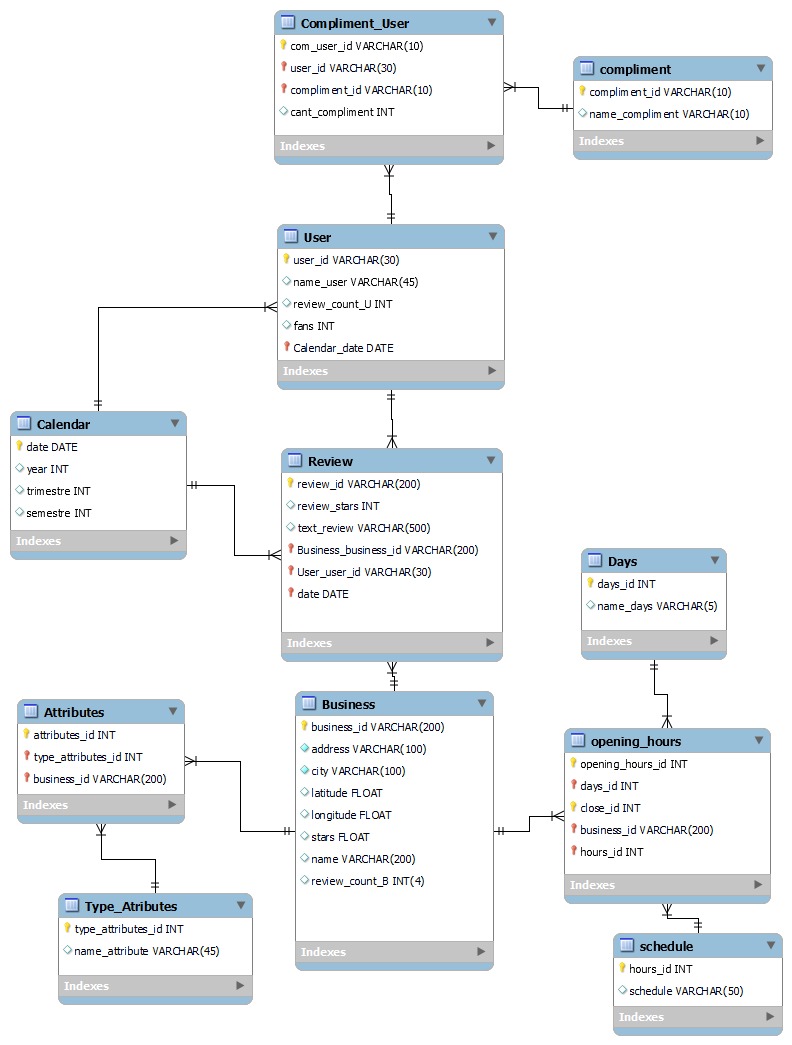 Compliment_User
com_user_id VARCHAR(10)
user_id VARCHAR(30)
compliment_id VARCHAR(10)
cant_compliment INT
Indexes
compliment
compliment_id VARCHAR(10)
name_compliment VARCHAR(10)
Indexes
User
user_id VARCHAR(30)
name_user VARCHAR(45)
review_count_U INT
fans INT
Calendar_date DATE
Indexes
Calendar
date DATE
year INT
trimestre INT
semestre INT
Indexes
Review
review_id VARCHAR(200)
review_stars INT
text_review VARCHAR(500)
Business_business_id VARCHAR(200)
User_user_id VARCHAR(30)
date DATE
Indexes
Days
days_id INT
name_days VARCHAR(5)
Indexes
Attributes
attributes_id INT
type_attributes_id INT
business_id VARCHAR(200)
Indexes
Business
business_id VARCHAR(200)
address VARCHAR(100)
city VARCHAR(100)
latitude FLOAT
longitude FLOAT
stars FLOAT
name VARCHAR(200)
review_count_B INT(4)
Indexes
opening_hours
opening_hours_id INT
days_id INT
close_id INT
business_id VARCHAR(200)
hours_id INT
Indexes
Type_Atributes
type_attributes_id INT
name_attribute VARCHAR(45)
Indexes
schedule
hours_id INT
schedule VARCHAR(50)
Indexes